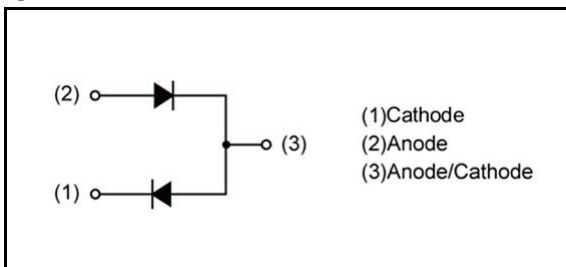 (2)
(1)
(3)
(1)Cathode
(2)Anode
(3)Anode/Cathode